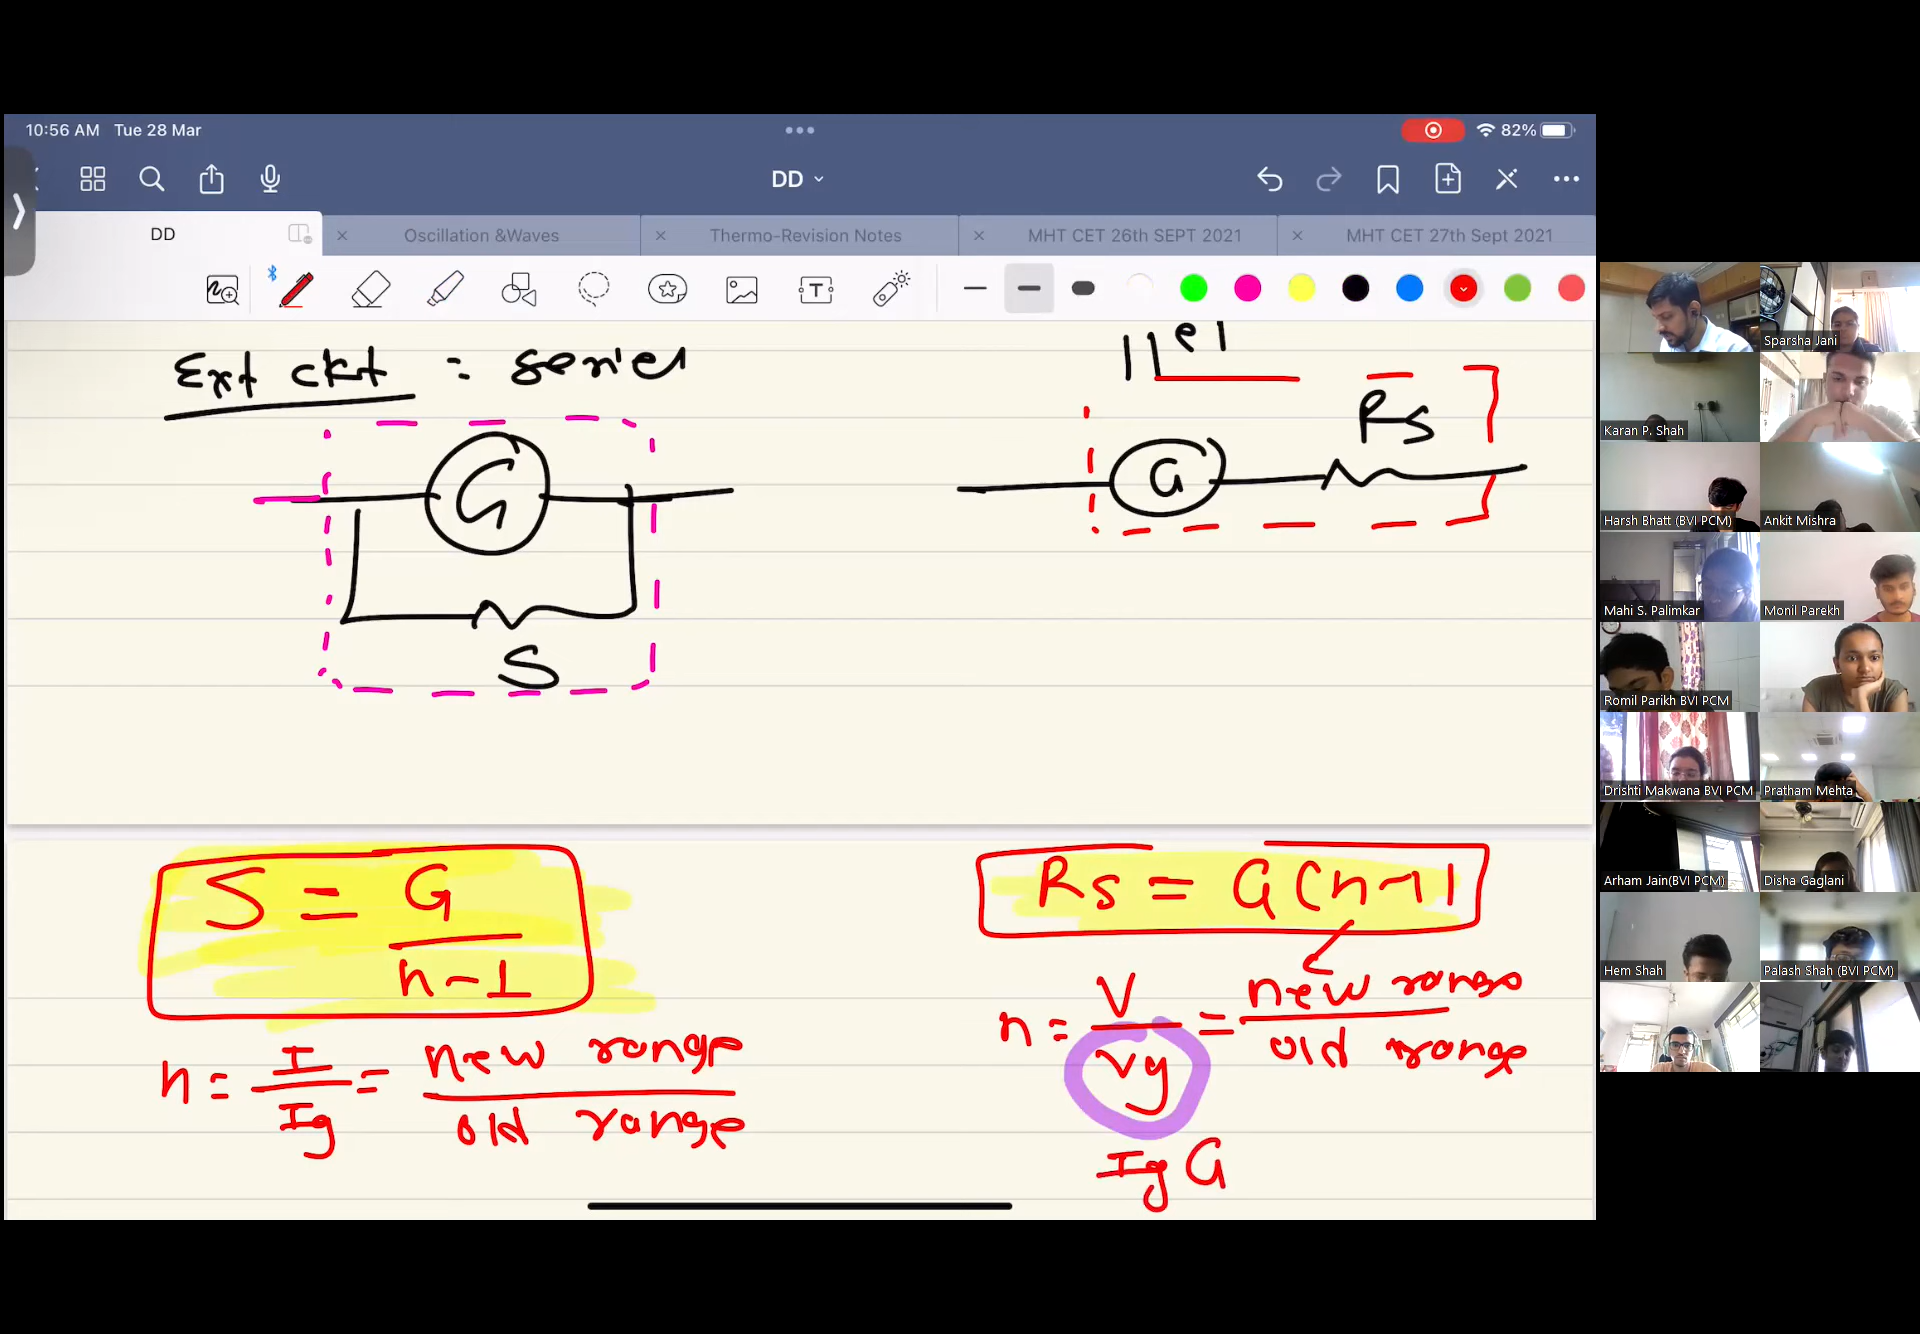 10:56 AM Tue 28 Mar
82%
DD
DD
Oscillation &Waves
Thermo-Revision Notes
MHT CET 26th SEPT 2021
MHT CET 27th Sept 2021
T
Ext ckt : series
G
S
||el
Rs
G
S = G
n-1
n = I = new range
Ig old range
Rs = G(n-1)
n = V = new range
Vg old range
Ig G
Sparsha Jani
Karan P. Shah
Harsh Bhatt (BVI PCM)
Ankit Mishra
Mahi S. Palimkar
Monil Parekh
Romil Parikh BVI PCM
Drishti Makwana BVI PCM
Pratham Mehta
Arham Jain(BVI PCM)
Disha Gaglani
Hem Shah
Palash Shah (BVI PCM)